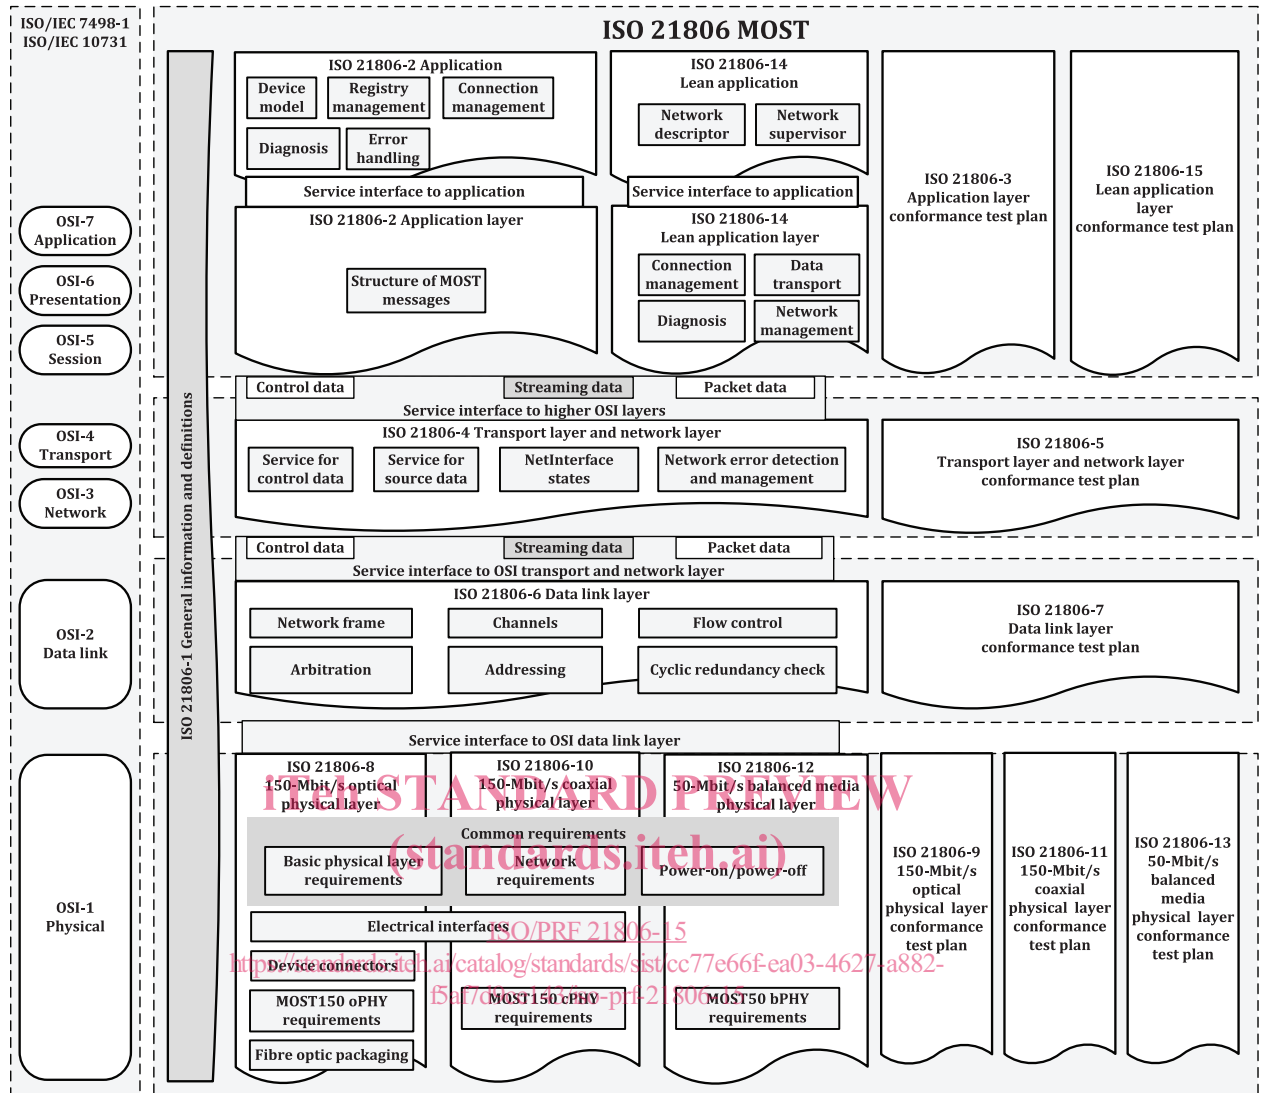 ISO/IEC 7498-1
ISO/IEC 10731
ISO 21806 MOST
ISO 21806-1 General information and definitions
OSI-7
Application
OSI-6
Presentation
OSI-5
Session
OSI-4
Transport
OSI-3
Network
OSI-2
Data link
OSI-1
Physical
ISO 21806-2 Application
Device
model
Registry
management
Connection
management
Diagnosis
Error
handling
Service interface to application
ISO 21806-2 Application layer
Structure of MOST
messages
ISO 21806-14
Lean application
Network
descriptor
Network
supervisor
Service interface to application
ISO 21806-14
Lean application layer
Connection
management
Data
transport
Diagnosis
Network
management
ISO 21806-3
Application layer
conformance test plan
ISO 21806-15
Lean application
layer
conformance test plan
Control data
Streaming data
Packet data
Service interface to higher OSI layers
ISO 21806-4 Transport layer and network layer
Service for
control data
Service for
source data
NetInterface
states
Network error detection
and management
ISO 21806-5
Transport layer and network layer
conformance test plan
Control data
Streaming data
Packet data
Service interface to OSI transport and network layer
ISO 21806-6 Data link layer
Network frame
Channels
Flow control
Arbitration
Addressing
Cyclic redundancy check
ISO 21806-7
Data link layer
conformance test plan
Service interface to OSI data link layer
ISO 21806-8
150-Mbit/s optical
physical layer
ISO 21806-10
150-Mbit/s coaxial
physical layer
ISO 21806-12
50-Mbit/s balanced media
physical layer
iTeh STANDARD PREVIEW
(standards.iteh.ai)
Common requirements
Basic physical layer
requirements
Network
requirements
Power-on/power-off
Electrical interfaces
ISO/PRF 21806-15
Device connectors
MOST150 oPHY
requirements
MOST150 cPHY
requirements
MOST50 bPHY
requirements
Fibre optic packaging
ISO 21806-9
150-Mbit/s
optical
physical layer
conformance
test plan
ISO 21806-11
150-Mbit/s
coaxial
physical layer
conformance
test plan
ISO 21806-13
50-Mbit/s
balanced
media
physical layer
conformance
test plan